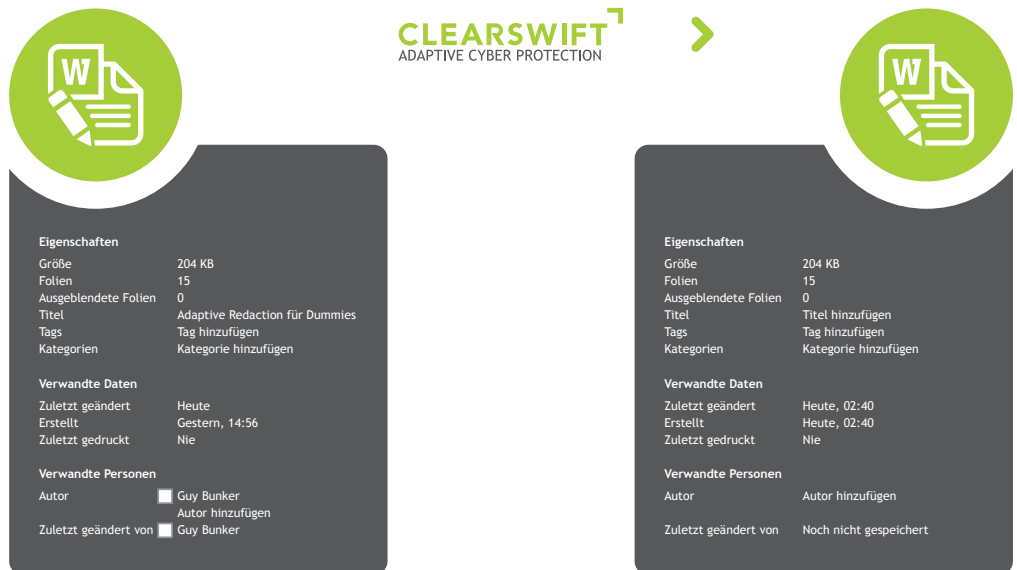 CLEARSWIFT
ADAPTIVE CYBER PROTECTION
W
Eigenschaften
Größe 204 KB
Folien 15
Ausgeblendete Folien 0
Titel Adaptive Redaction für Dummies
Tags Tag hinzufügen
Kategorien Kategorie hinzufügen
Verwandte Daten
Zuletzt geändert Heute
Erstellt Gestern, 14:56
Zuletzt gedruckt Nie
Verwandte Personen
Autor Guy Bunker
Autor hinzufügen
Zuletzt geändert von Guy Bunker
W
Eigenschaften
Größe 204 KB
Folien 15
Ausgeblendete Folien 0
Titel Titel hinzufügen
Tags Tag hinzufügen
Kategorien Kategorie hinzufügen
Verwandte Daten
Zuletzt geändert Heute, 02:40
Erstellt Heute, 02:40
Zuletzt gedruckt Nie
Verwandte Personen
Autor Autor hinzufügen
Zuletzt geändert von Noch nicht gespeichert